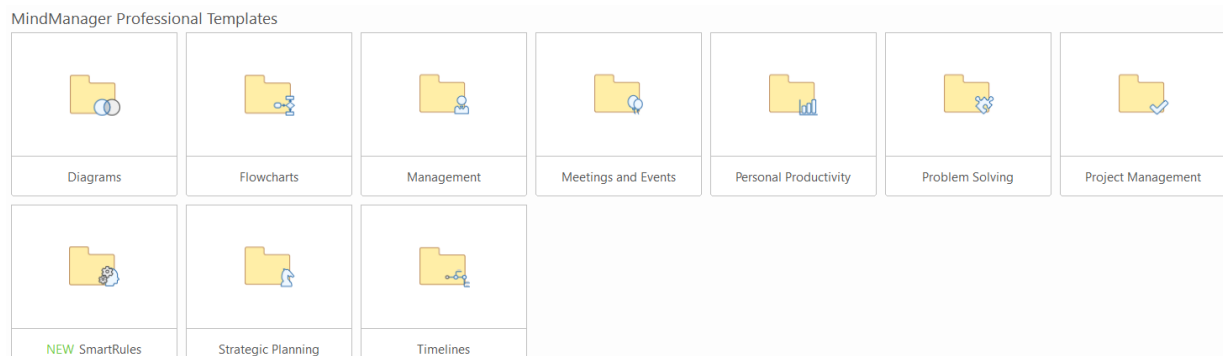 MindManager Professional Templates
Diagrams
Flowcharts
Management
Meetings and Events
Personal Productivity
Problem Solving
Project Management
NEW SmartRules
Strategic Planning
Timelines